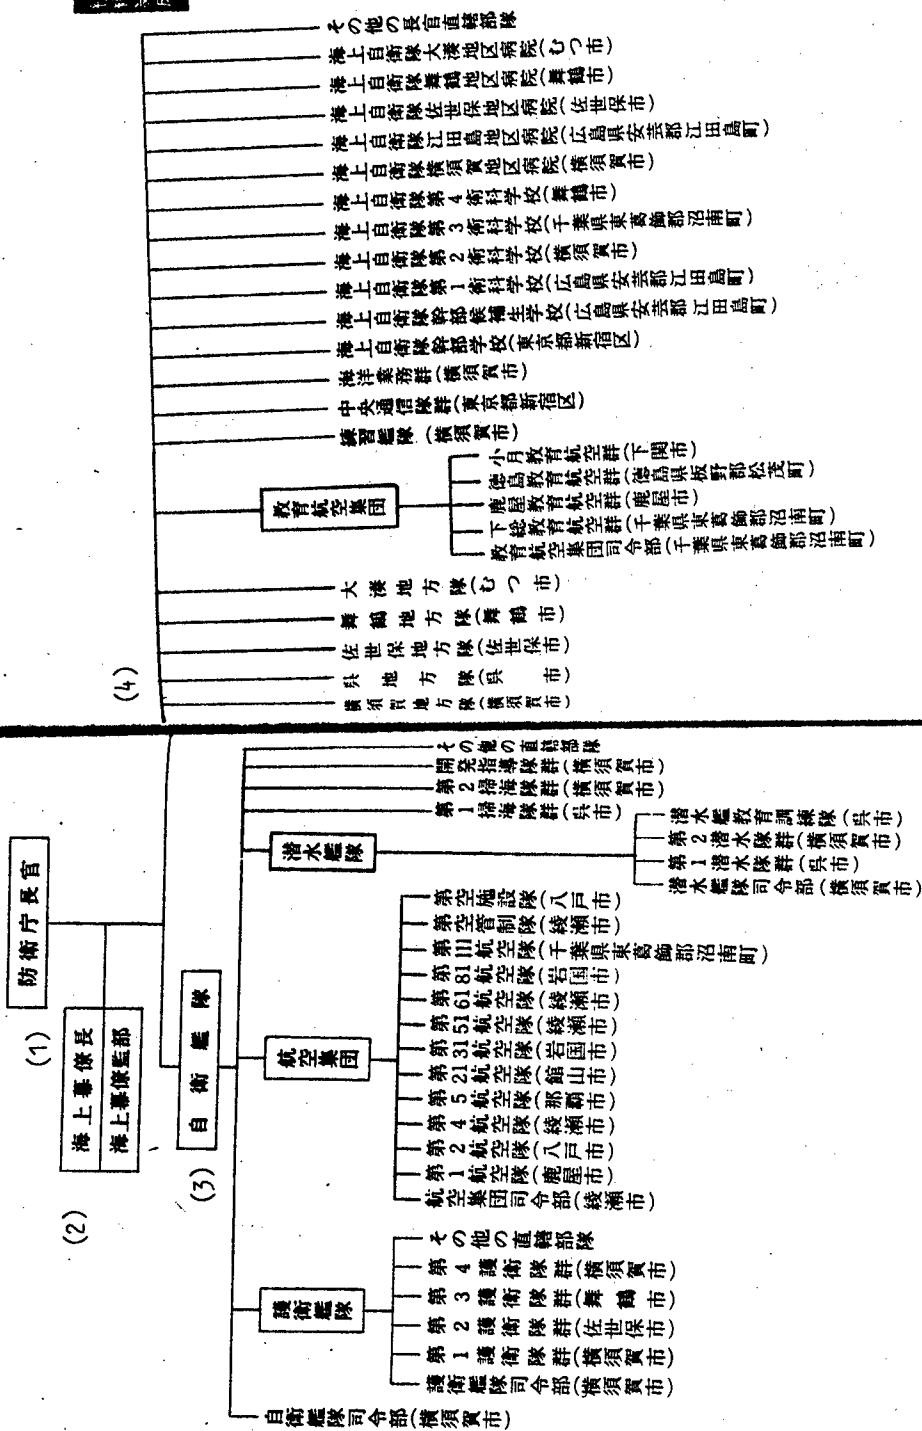 防衛庁長官
(1)
海上幕僚長
海上幕僚監部
(2)
自衛艦隊
(3)
自衛艦隊司令部(横須賀市)
護衛艦隊
護衛艦隊司令部(横須賀市)
第1護衛隊群(横須賀市)
第2護衛隊群(佐世保市)
第3護衛隊群(舞鶴市)
第4護衛隊群(横須賀市)
その他の直轄部隊
航空集団
航空集団司令部(綾瀬市)
第1航空隊(鹿屋市)
第2航空隊(八戸市)
第4航空隊(綾瀬市)
第5航空隊(那覇市)
第21航空隊(館山市)
第31航空隊(岩国市)
第51航空隊(綾瀬市)
第61航空隊(綾瀬市)
第81航空隊(岩国市)
第111航空隊(千葉県東葛飾郡沼南町)
第空管制隊(綾瀬市)
第空施設隊(八戸市)
潜水艦隊
潜水艦隊司令部(横須賀市)
第1潜水隊群(呉市)
第2潜水隊群(横須賀市)
潜水艦教育訓練隊(呉市)
第1掃海隊群(呉市)
第2掃海隊群(横須賀市)
開発指導隊群(横須賀市)
その他の直轄部隊
(4)
横須賀地方隊(横須賀市)
呉地方隊(呉市)
佐世保地方隊(佐世保市)
舞鶴地方隊(舞鶴市)
大湊地方隊(むつ市)
教育航空集団
教育航空集団司令部(千葉県東葛飾郡沼南町)
下総教育航空群(千葉県東葛飾郡沼南町)
鹿屋教育航空群(鹿屋市)
徳島教育航空群(徳島県板野郡松茂町)
小月教育航空群(下関市)
練習艦隊(横須賀市)
中央通信隊群(東京都新宿区)
海洋業務群(横須賀市)
海上自衛隊幹部学校(東京都新宿区)
海上自衛隊幹部候補生学校(広島県安芸郡江田島町)
海上自衛隊第1術科学校(広島県安芸郡江田島町)
海上自衛隊第2術科学校(横須賀市)
海上自衛隊第3術科学校(千葉県東葛飾郡沼南町)
海上自衛隊第4術科学校(舞鶴市)
海上自衛隊横須賀地区病院(横須賀市)
海上自衛隊江田島地区病院(広島県安芸郡江田島町)
海上自衛隊佐世保地区病院(佐世保市)
海上自衛隊舞鶴地区病院(舞鶴市)
海上自衛隊大湊地区病院(むつ市)
その他の長官直轄部隊